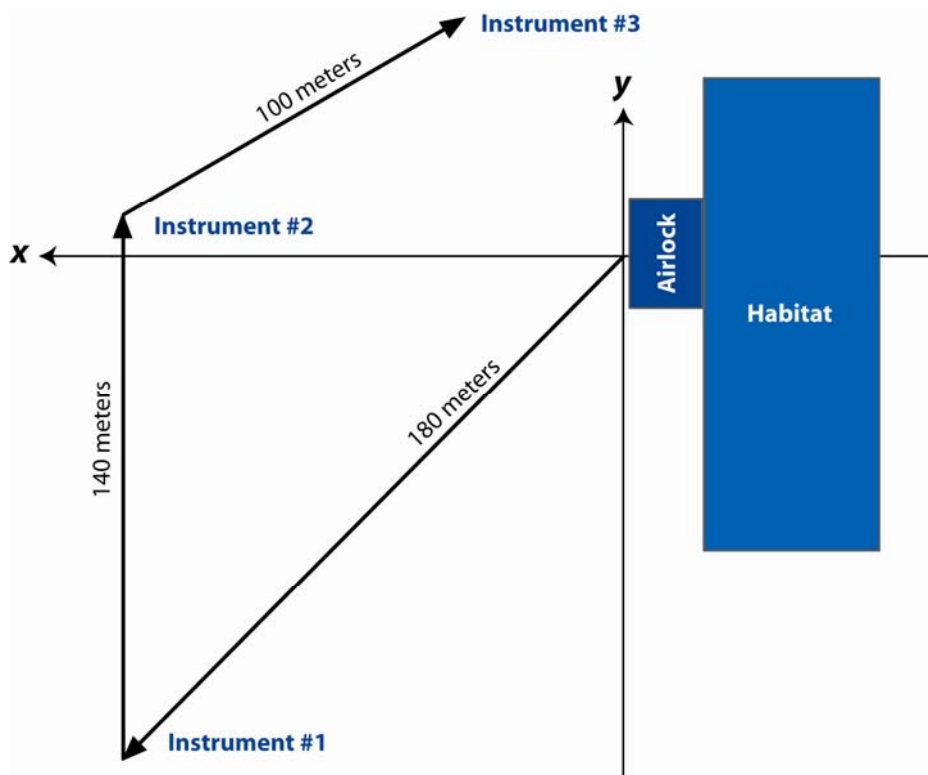 Instrument #3
100 meters
y
Instrument #2
x
Airlock
Habitat
180 meters
140 meters
Instrument #1